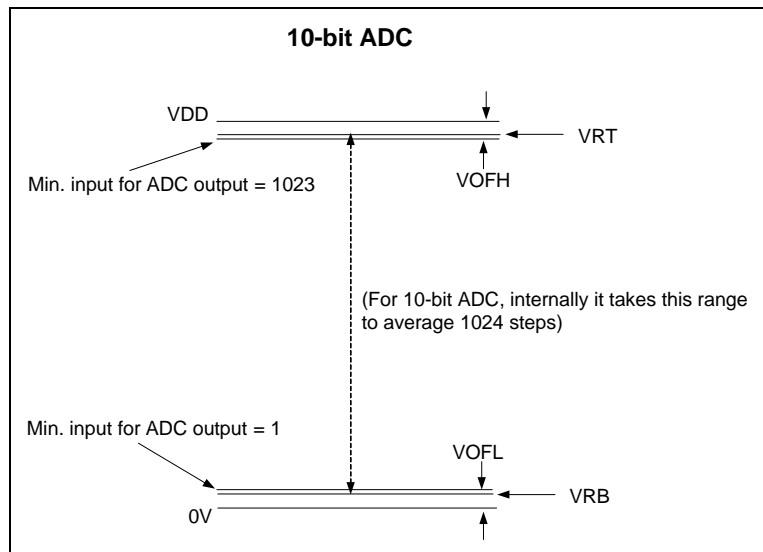 10-bit ADC
VDD
VRT
Min. input for ADC output = 1023
VOFH
(For 10-bit ADC, internally it takes this range
to average 1024 steps)
Min. input for ADC output = 1
VOFL
VRB
0V